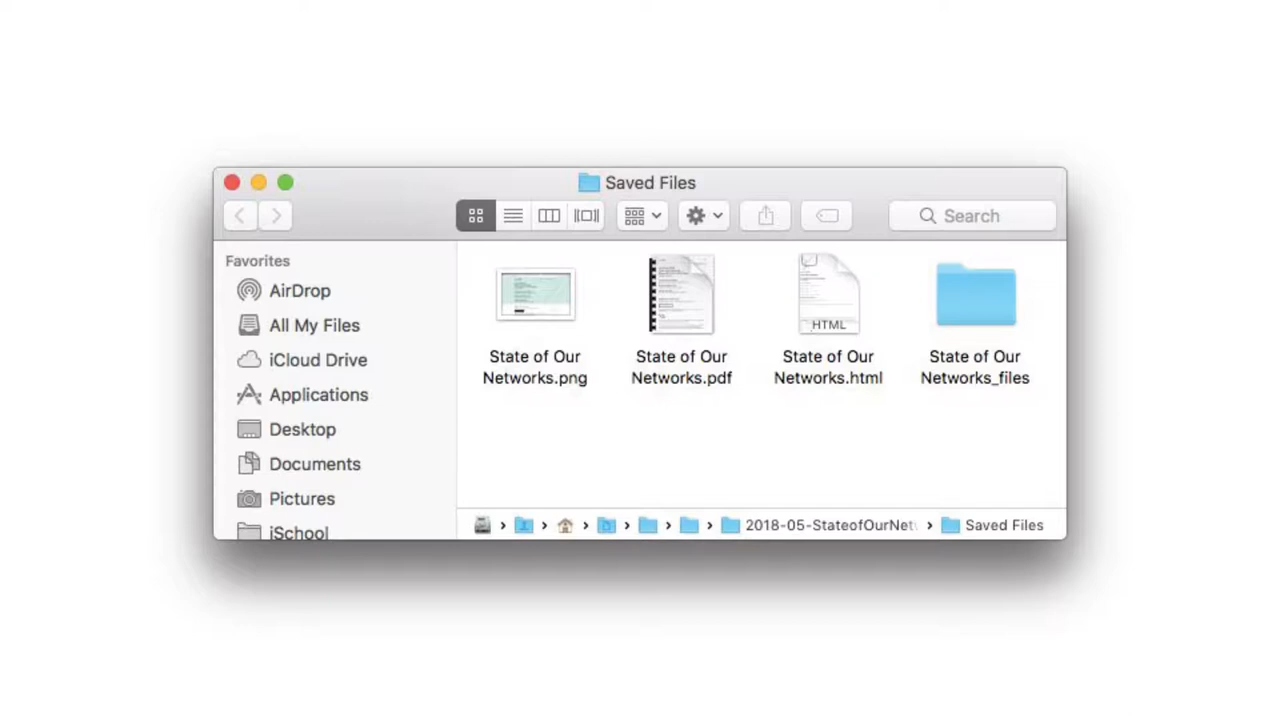 Saved Files
Search
Favorites
AirDrop
All My Files
iCloud Drive
Applications
Desktop
Documents
Pictures
iSchool
State of Our
Networks.png
State of Our
Networks.pdf
HTML
State of Our
Networks.html
State of Our
Networks_files
2018-05-StateofOurNet
Saved Files